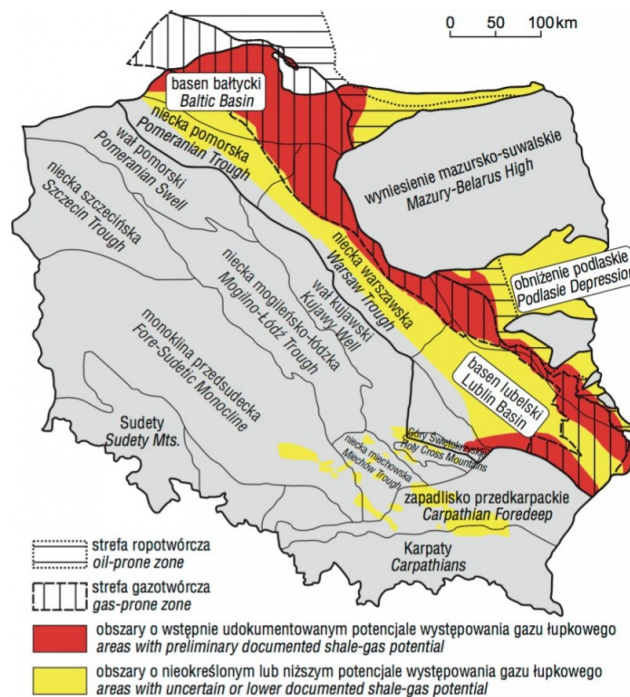 0 50 100 km
basen bałtycki
Baltic Basin
niecka pomorska
Pomeranian Trough
wał pomorski
Pomeranian Swell
niecka szczecińska
Szczecin Trough
wyniesienie mazursko-suwalskie
Mazury-Belarus High
obniżenie podlaskie
Podlasie Depression
niecka warszawska
Warsaw Trough
wał kujawski
Kujawy Well
niecka mogileńsko-łódzka
Mogilno-Łódź Trough
monoklina przedsudecka
Fore-Sudetic Monocline
basen lubelski
Lublin Basin
Sudety
Sudety Mts.
Góry Świętokrzyskie
Holy Cross Mountains
niecka miechowska
Miechów Trough
zapadlisko przedkarpackie
Carpathian Foredeep
Karpaty
Carpathians
strefa ropotwórcza
oil-prone zone
strefa gazotwórcza
gas-prone zone
obszary o wstępnie udokumentowanym potencjale występowania gazu łupkowego
areas with preliminary documented shale-gas potential
obszary o nieokreślonym lub niższym potencjale występowania gazu łupkowego
areas with uncertain or lower documented shale-gas potential